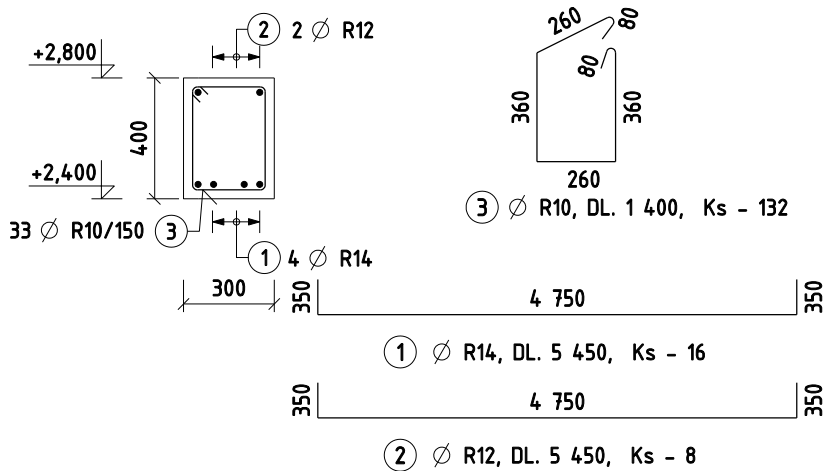 2 2 ∅ R12
+2,800
400
+2,400
33 ∅ R10/150 3
1 4 ∅ R14
300
260
80
80
360
360
260
3 ∅ R10, DL. 1 400, Ks - 132
350
4 750
350
1 ∅ R14, DL. 5 450, Ks - 16
350
4 750
350
2 ∅ R12, DL. 5 450, Ks - 8